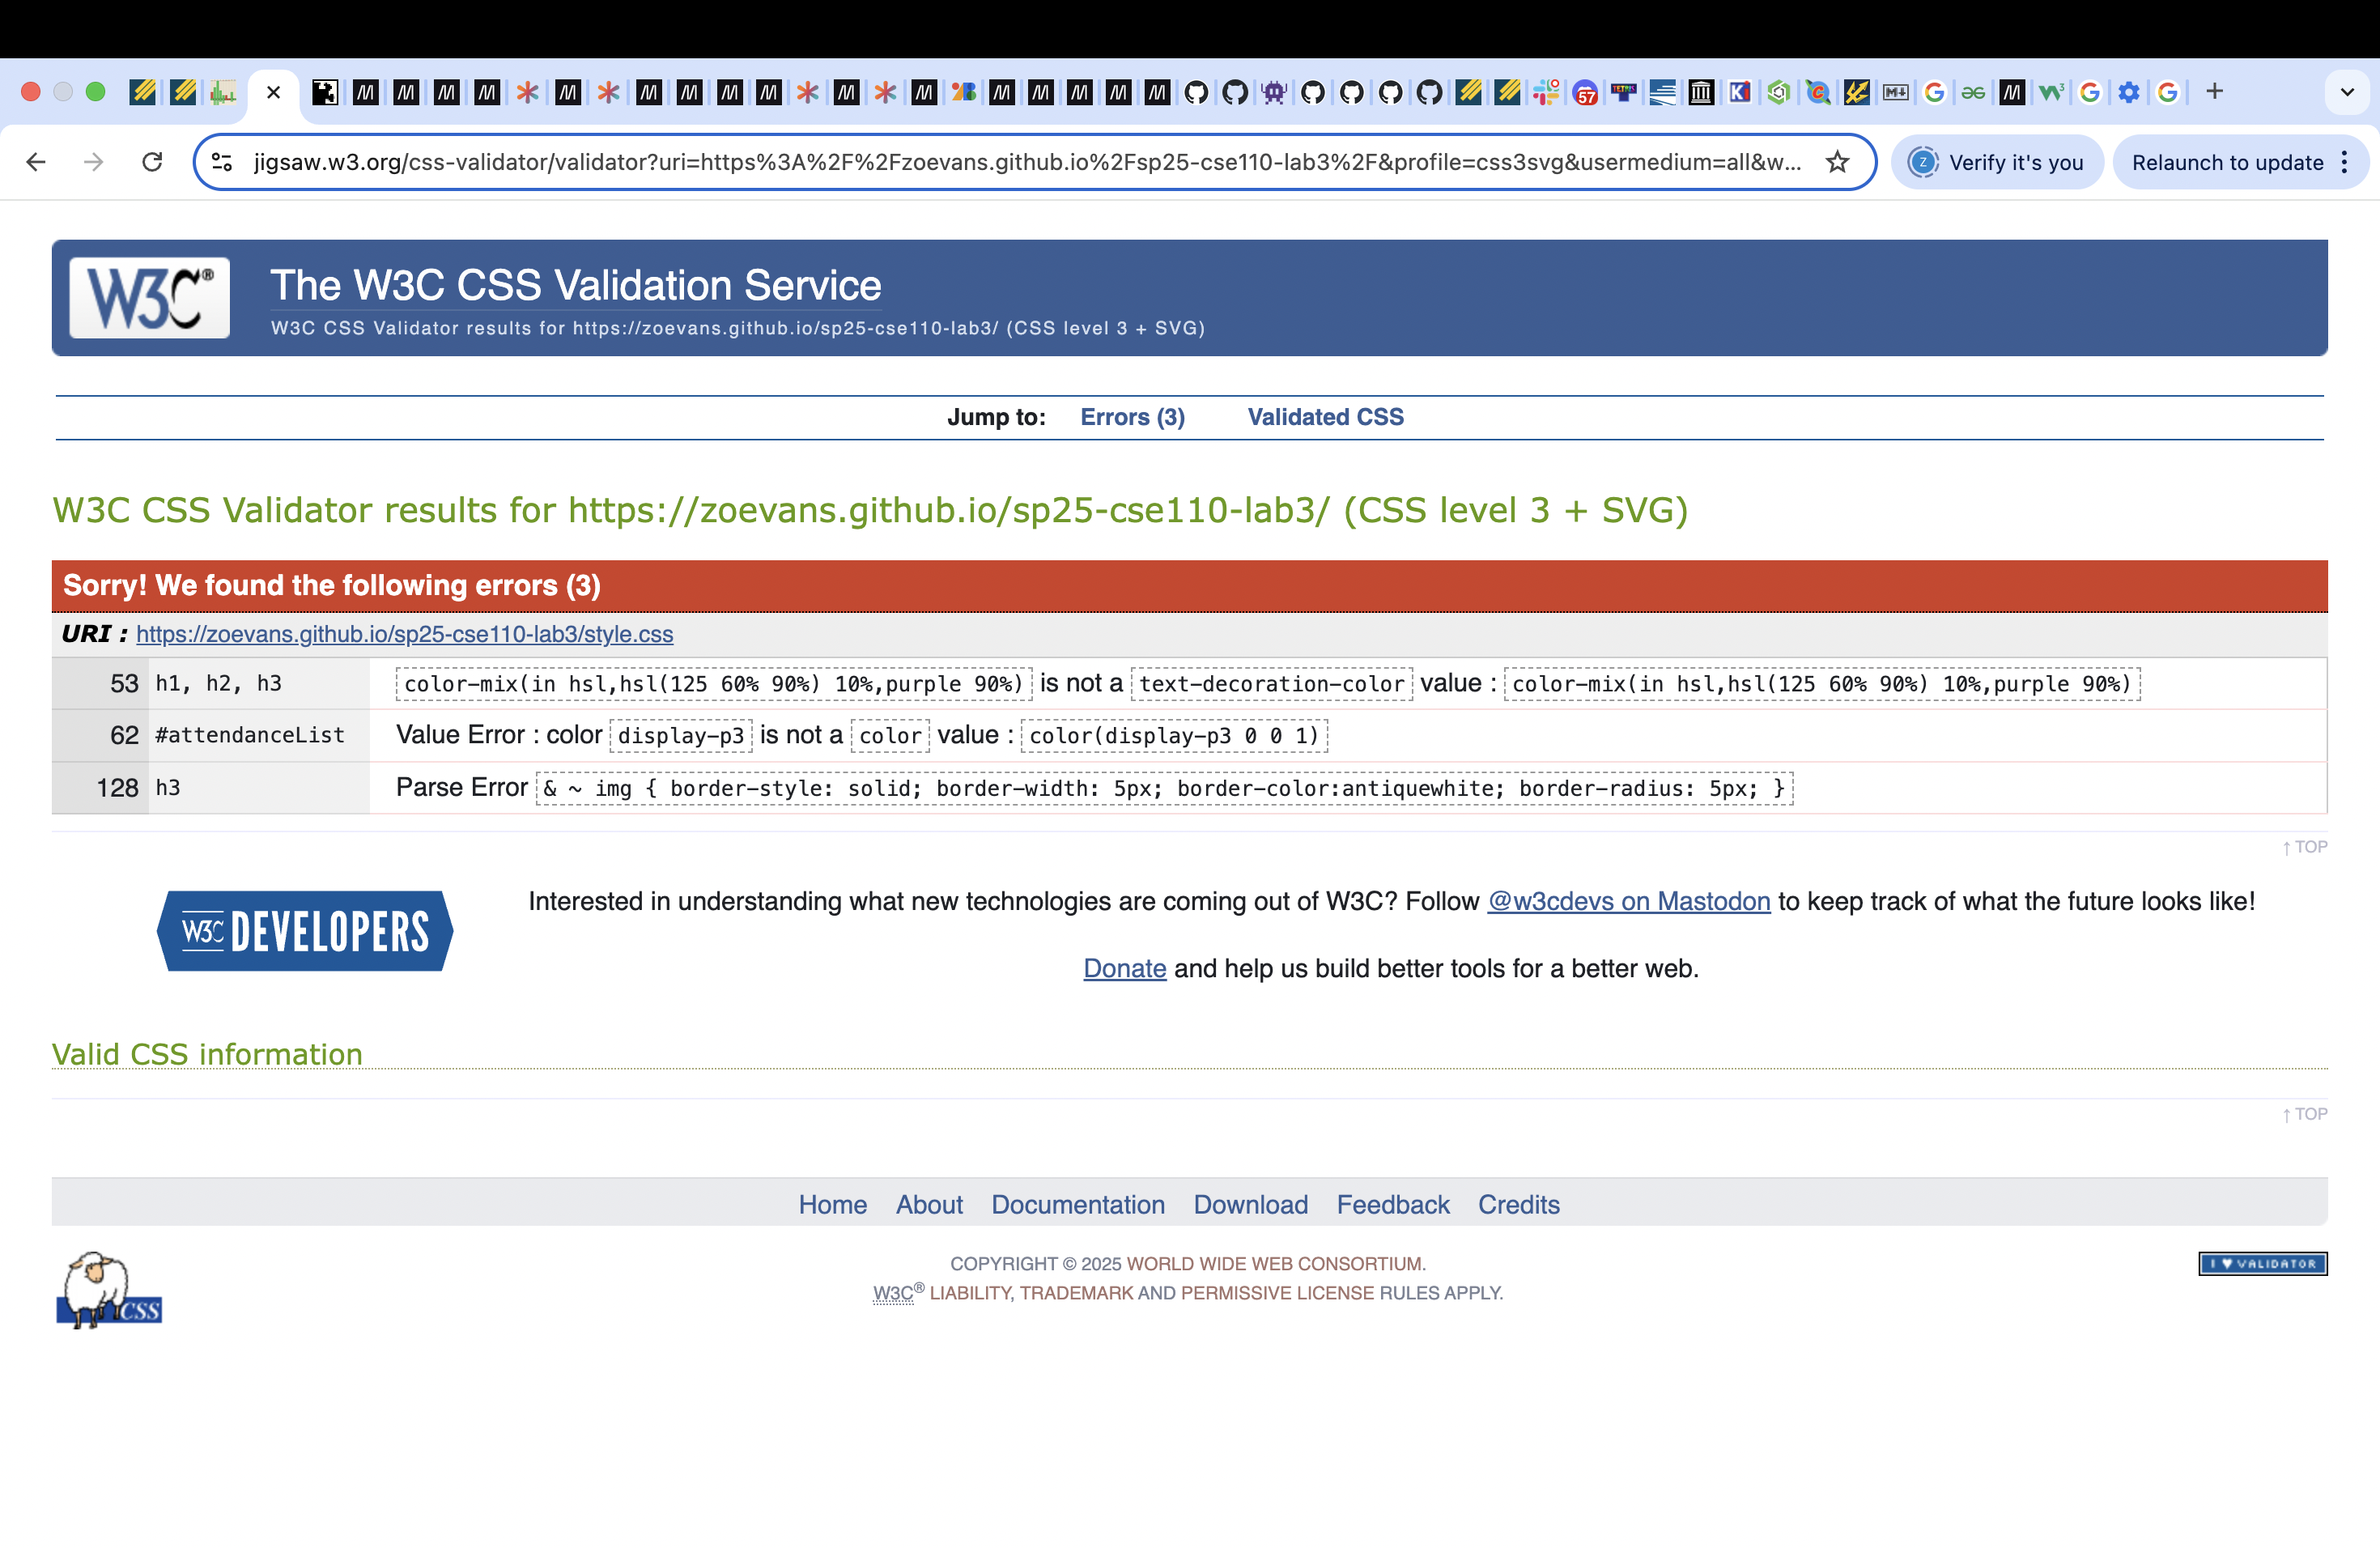 57
jigsaw.w3.org/css-validator/validator?uri=https%3A%2F%2Fzoevans.github.io%2Fsp25-cse110-lab3%2F&profile=css3svg&usermedium=all&w...
Z
Verify it's you
Relaunch to update
W3C®
The W3C CSS Validation Service
W3C CSS Validator results for https://zoevans.github.io/sp25-cse110-lab3/ (CSS level 3 + SVG)
Jump to: Errors (3) Validated CSS
W3C CSS Validator results for https://zoevans.github.io/sp25-cse110-lab3/ (CSS level 3 + SVG)
Sorry! We found the following errors (3)
URI : https://zoevans.github.io/sp25-cse110-lab3/style.css
53 h1, h2, h3 color-mix(in hsl,hsl(125 60% 90%) 10%,purple 90%) is not a text-decoration-color value : color-mix(in hsl,hsl(125 60% 90%) 10%,purple 90%)
62 #attendanceList Value Error : color display-p3 is not a color value : color(display-p3 0 0 1)
128 h3 Parse Error & ~ img { border-style: solid; border-width: 5px; border-color:antiquewhite; border-radius: 5px; }
↑ TOP
W3C DEVELOPERS
Interested in understanding what new technologies are coming out of W3C? Follow @w3cdevs on Mastodon to keep track of what the future looks like!
Donate and help us build better tools for a better web.
Valid CSS information
↑ TOP
Home About Documentation Download Feedback Credits
CSS
COPYRIGHT © 2025 WORLD WIDE WEB CONSORTIUM.
W3C® LIABILITY, TRADEMARK AND PERMISSIVE LICENSE RULES APPLY.
I ♥ VALIDATOR